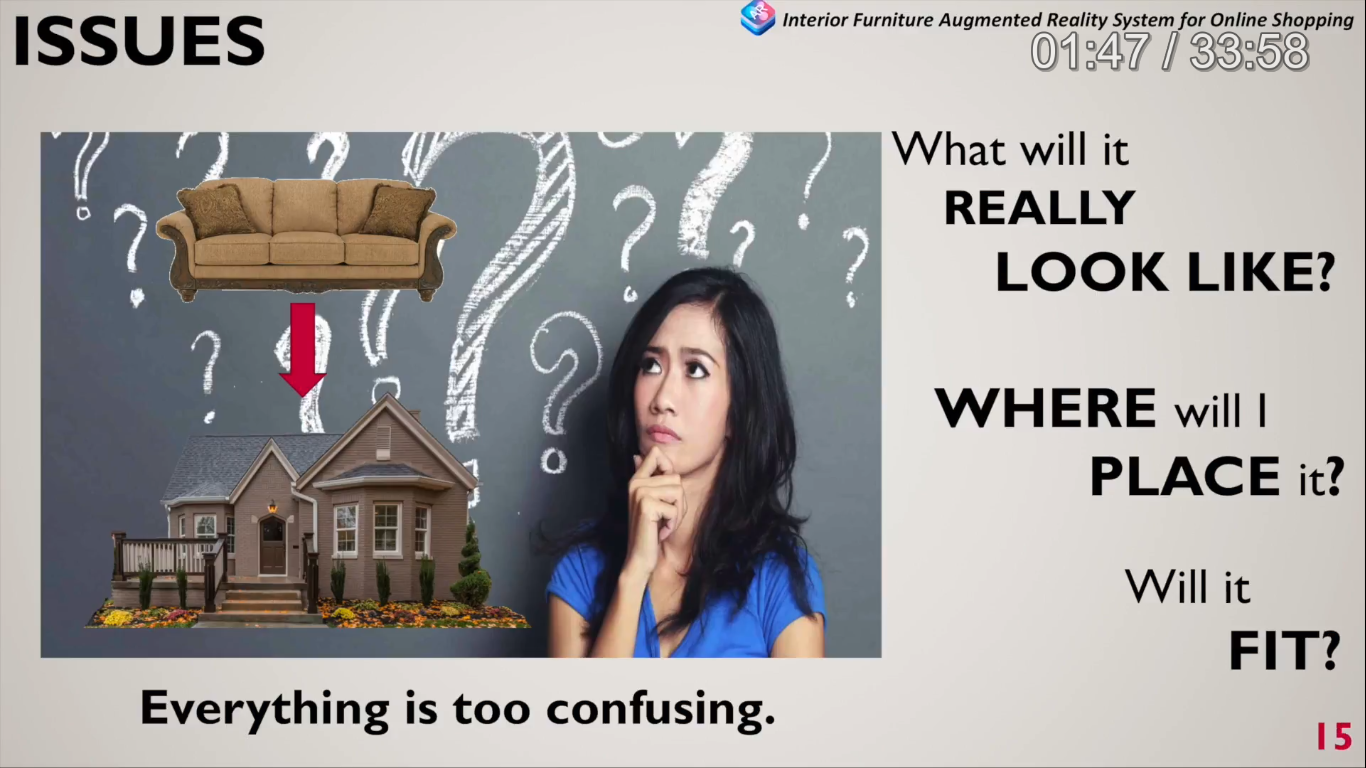 ISSUES
Interior Furniture Augmented Reality System for Online Shopping
01:47 / 33:58
What will it
REALLY
LOOK LIKE?
WHERE will I
PLACE it?
Will it
FIT?
Everything is too confusing.
15